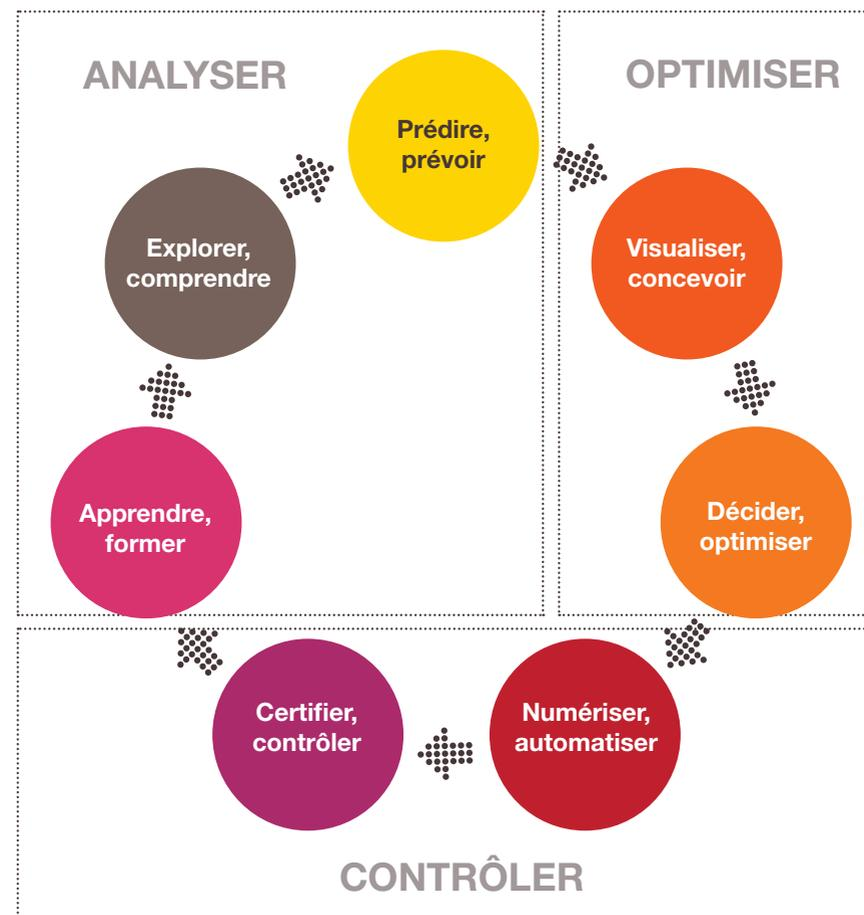 ANALYSER
OPTIMISER
Prédire,
prévoir
Explorer,
comprendre
Visualiser,
concevoir
Apprendre,
former
Décider,
optimiser
Certifier,
contrôler
Numériser,
automatiser
CONTRÔLER